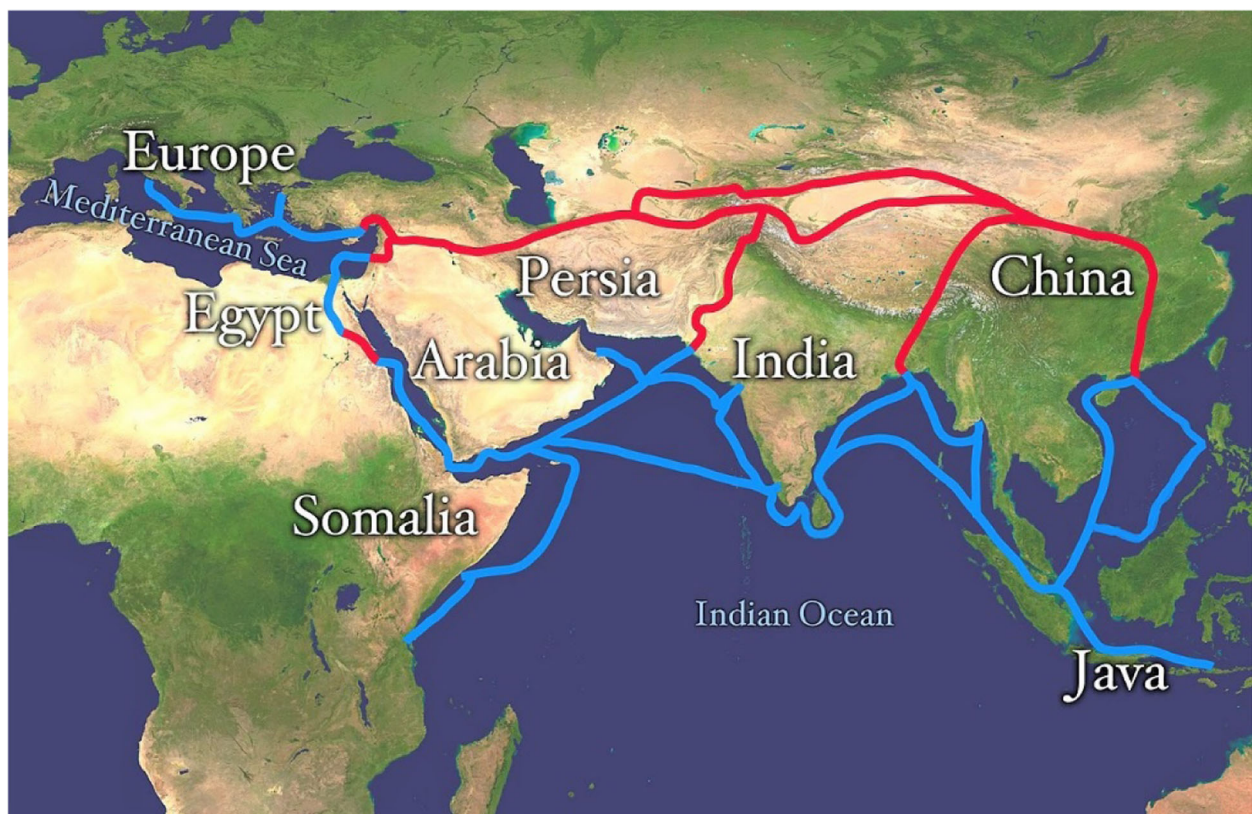 Europe
Mediterranean Sea
Egypt
Arabia
Persia
India
China
Somalia
Indian Ocean
Java